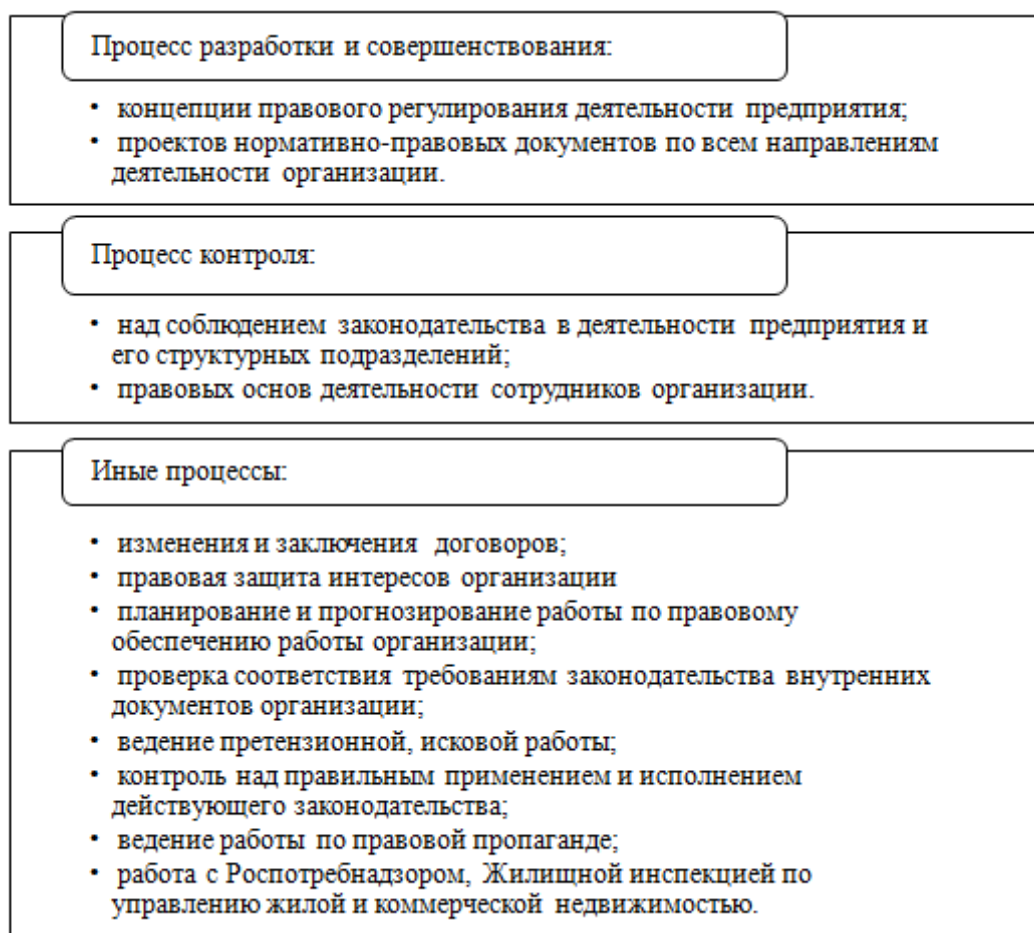 Процесс разработки и совершенствования:
• концепции правового регулирования деятельности предприятия;
• проектов нормативно-правовых документов по всем направлениям
деятельности организации.
Процесс контроля:
• над соблюдением законодательства в деятельности предприятия и
его структурных подразделений;
• правовых основ деятельности сотрудников организации.
Иные процессы:
• изменения и заключения договоров;
• правовая защита интересов организации
• планирование и прогнозирование работы по правовому
обеспечению работы организации;
• проверка соответствия требованиям законодательства внутренних
документов организации;
• ведение претензионной, исковой работы;
• контроль над правильным применением и исполнением
действующего законодательства;
• ведение работы по правовой пропаганде;
• работа с Роспотребнадзором, Жилищной инспекцией по
управлению жилой и коммерческой недвижимостью.